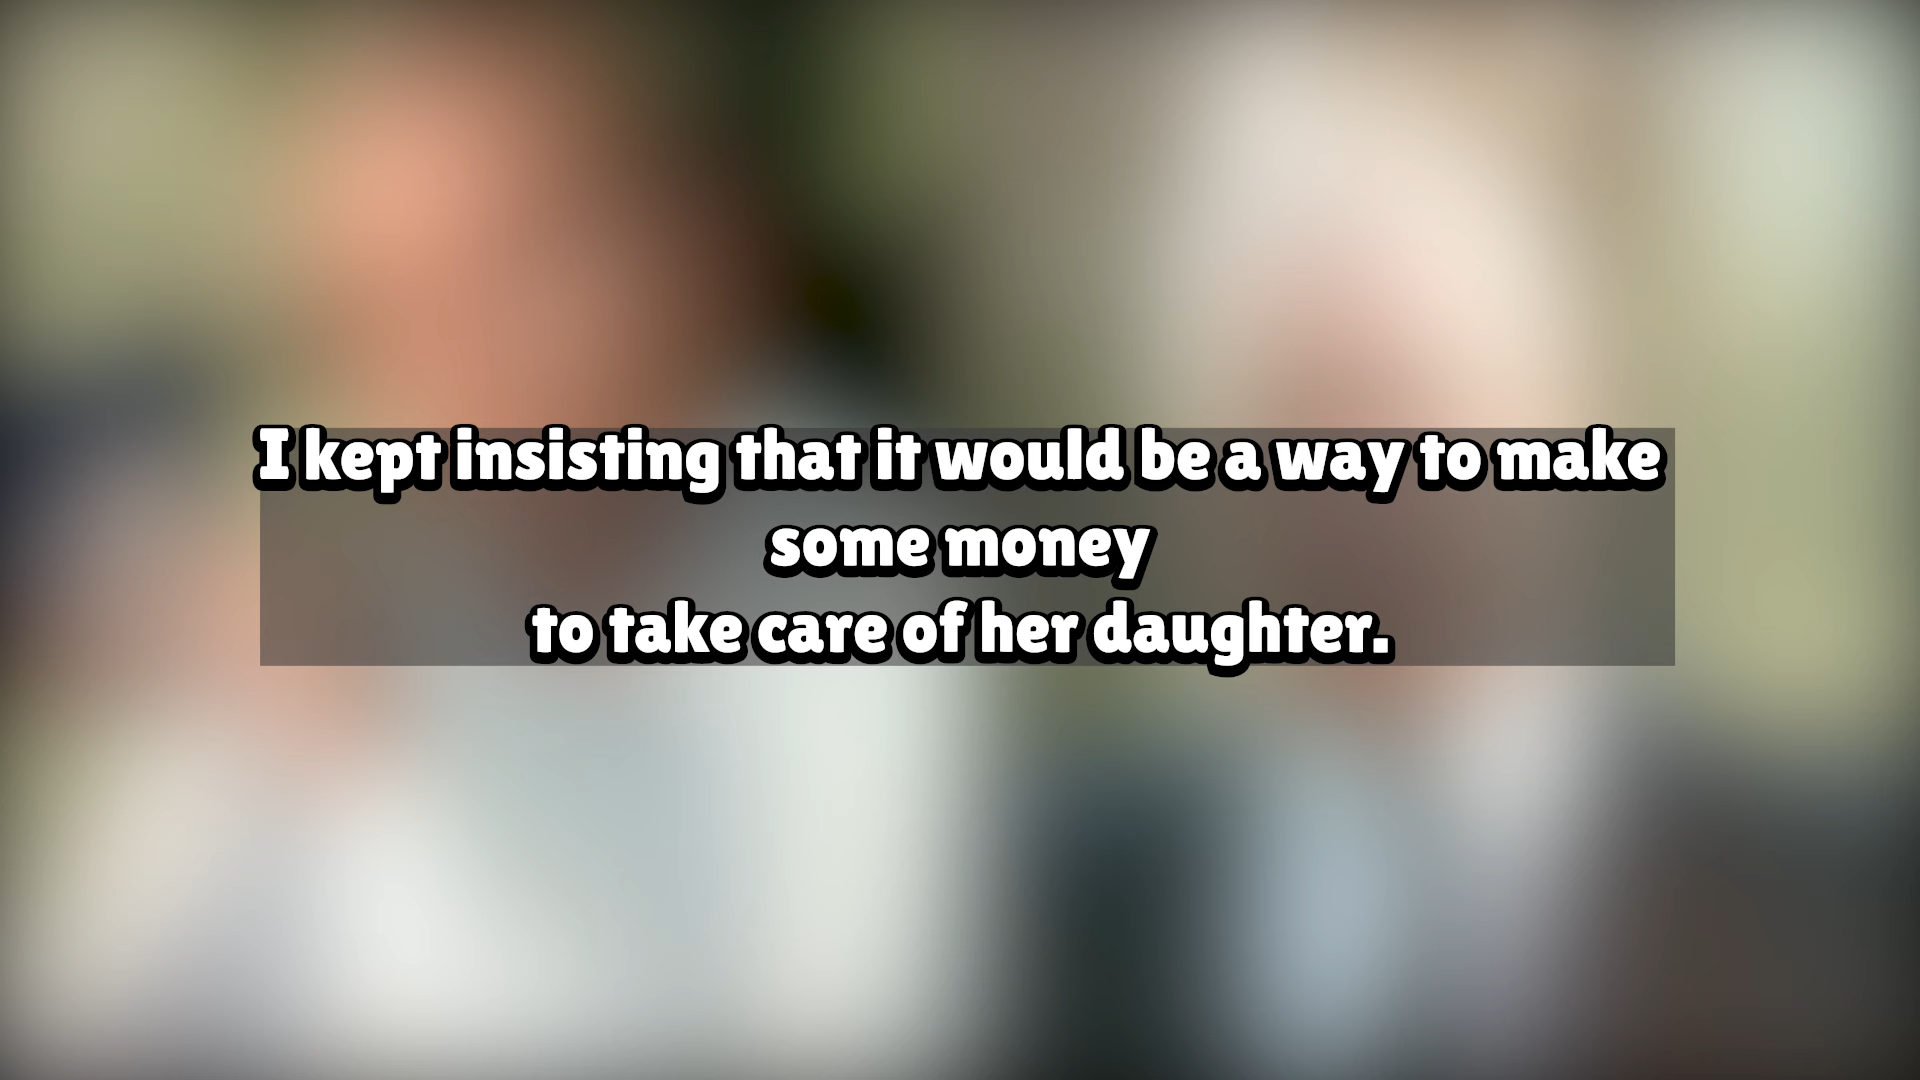 I kept insisting that it would be a way to make
some money
to take care of her daughter.